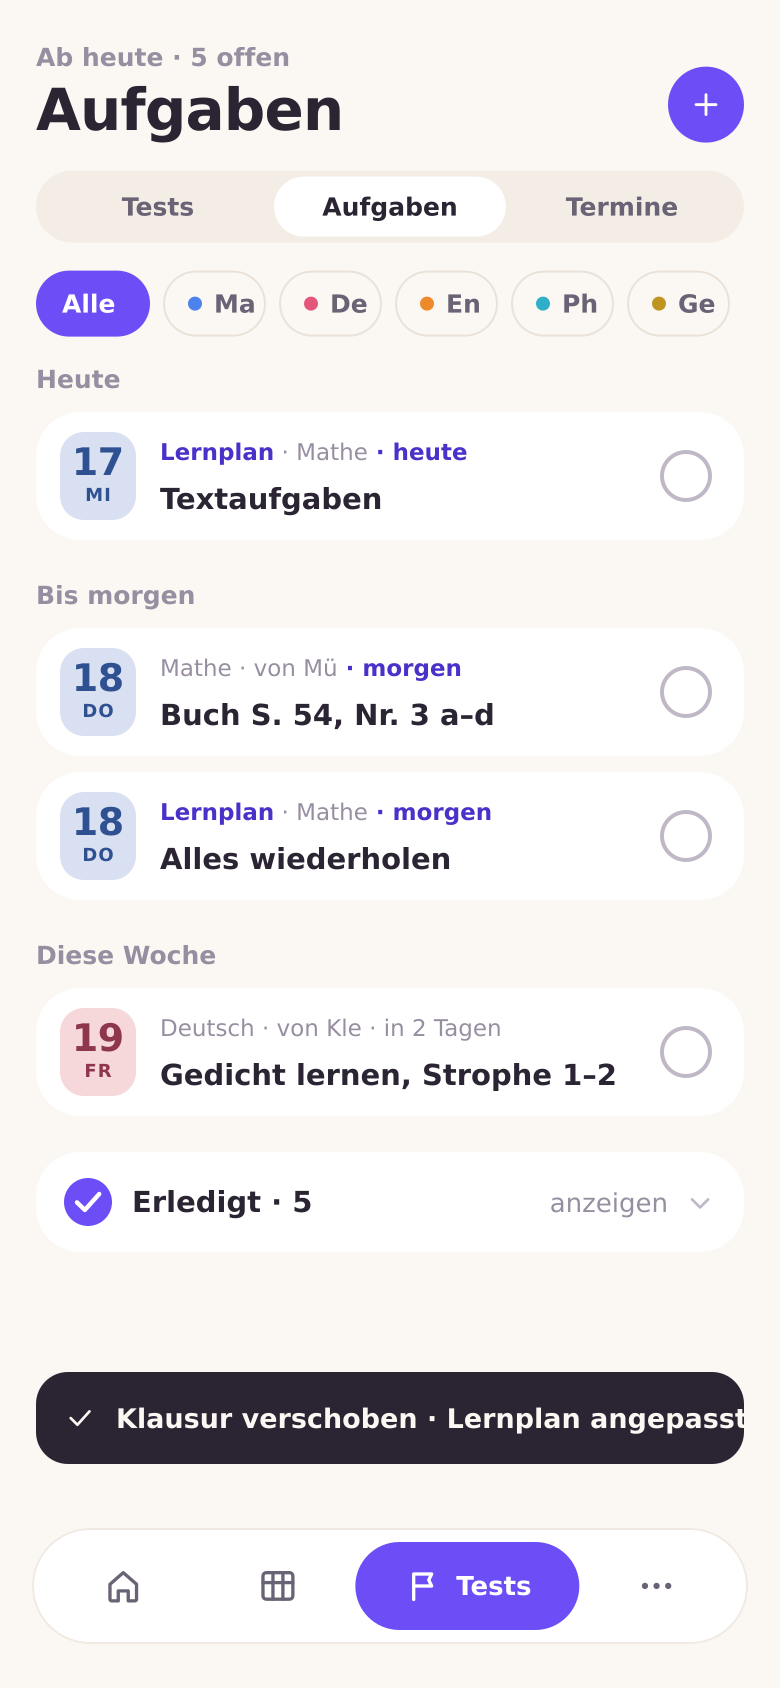 Ab heute · 5 offen
Aufgaben
Tests Aufgaben Termine
Alle Ma De En Ph Ge
Heute
17 MI
Lernplan · Mathe · heute
Textaufgaben
Bis morgen
18 DO
Mathe · von Mü · morgen
Buch S. 54, Nr. 3 a–d
18 DO
Lernplan · Mathe · morgen
Alles wiederholen
Diese Woche
19 FR
Deutsch · von Kle · in 2 Tagen
Gedicht lernen, Strophe 1–2
Erledigt · 5 anzeigen
Klausur verschoben · Lernplan angepasst
Tests